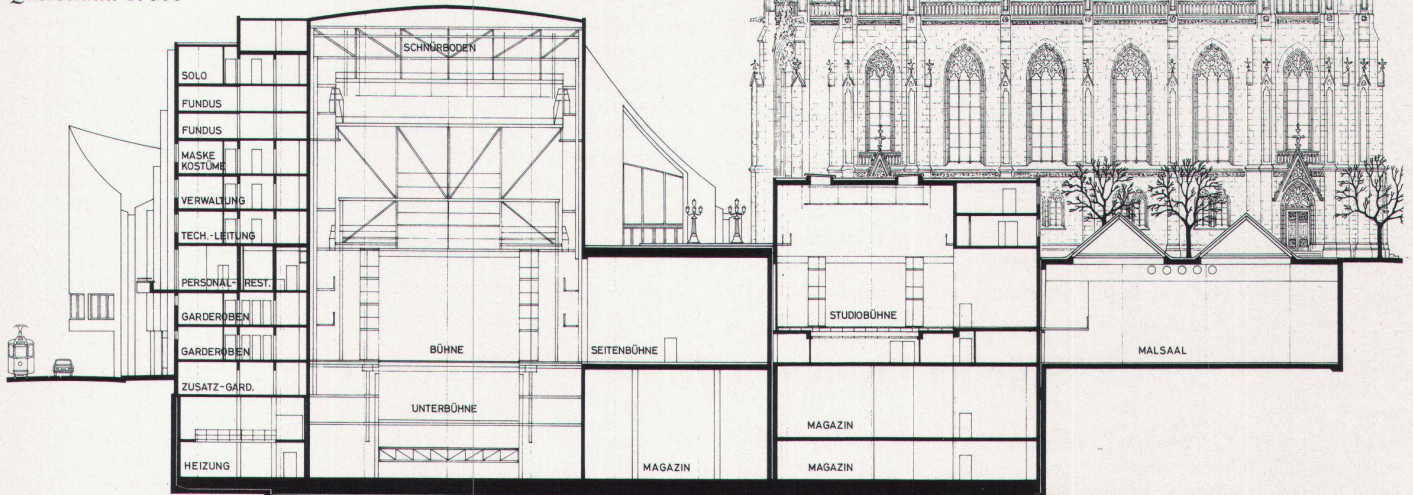 SCHNÜRBODEN
SOLO
FUNDUS
FUNDUS
MASKE
KOSTÜME
VERWALTUNG
TECH.-LEITUNG
PERSONAL-REST.
GARDEROBEN
GARDEROBEN
ZUSATZ-GARD.
HEIZUNG
BÜHNE
UNTERBÜHNE
SEITENBÜHNE
MAGAZIN
STUDIOBÜHNE
MAGAZIN
MAGAZIN
MALSAAL